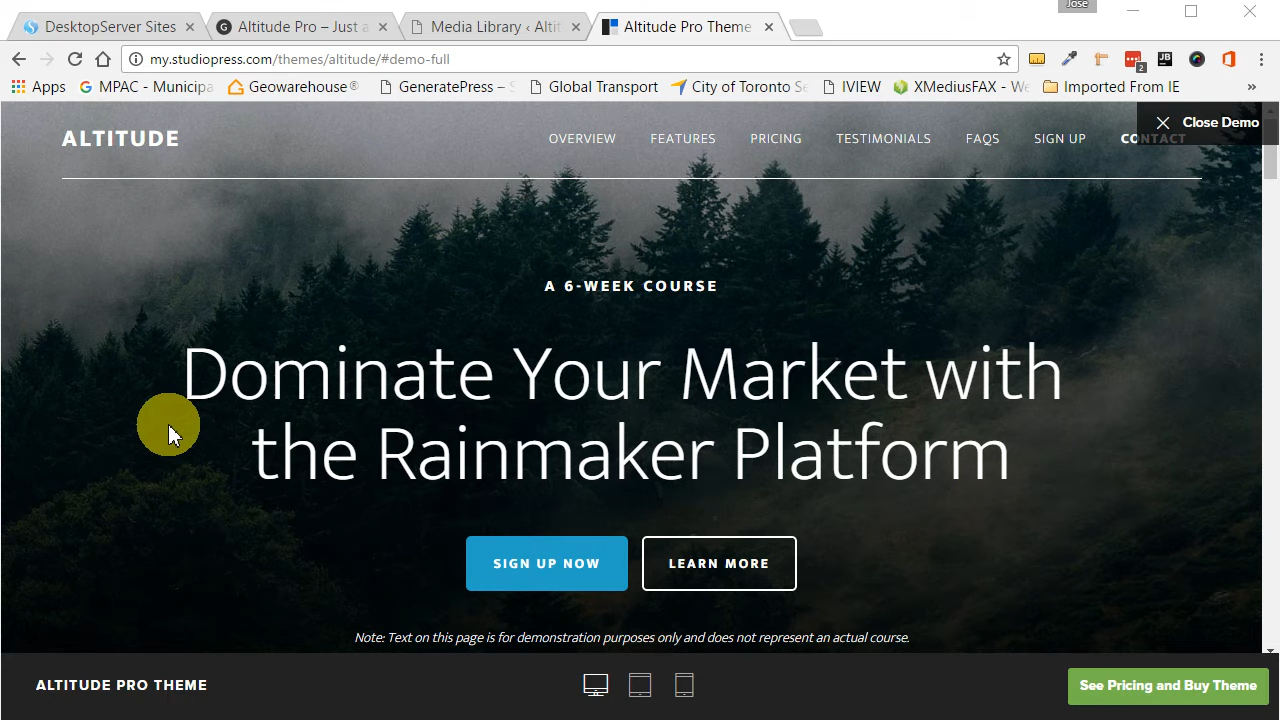 Jose
DesktopServer Sites
Altitude Pro – Just a
Media Library ‹ Altit
Altitude Pro Theme
my.studiopress.com/themes/altitude/#demo-full
2
JB
Apps
MPAC - Municipa
Geowarehouse®
GeneratePress –
Global Transport
City of Toronto Se
IVIEW
XMediusFAX - We
Imported From IE
»
Close Demo
ALTITUDE
OVERVIEW
FEATURES
PRICING
TESTIMONIALS
FAQS
SIGN UP
CONTACT
A 6-WEEK COURSE
Dominate Your Market with
the Rainmaker Platform
SIGN UP NOW
LEARN MORE
Note: Text on this page is for demonstration purposes only and does not represent an actual course.
ALTITUDE PRO THEME
See Pricing and Buy Theme